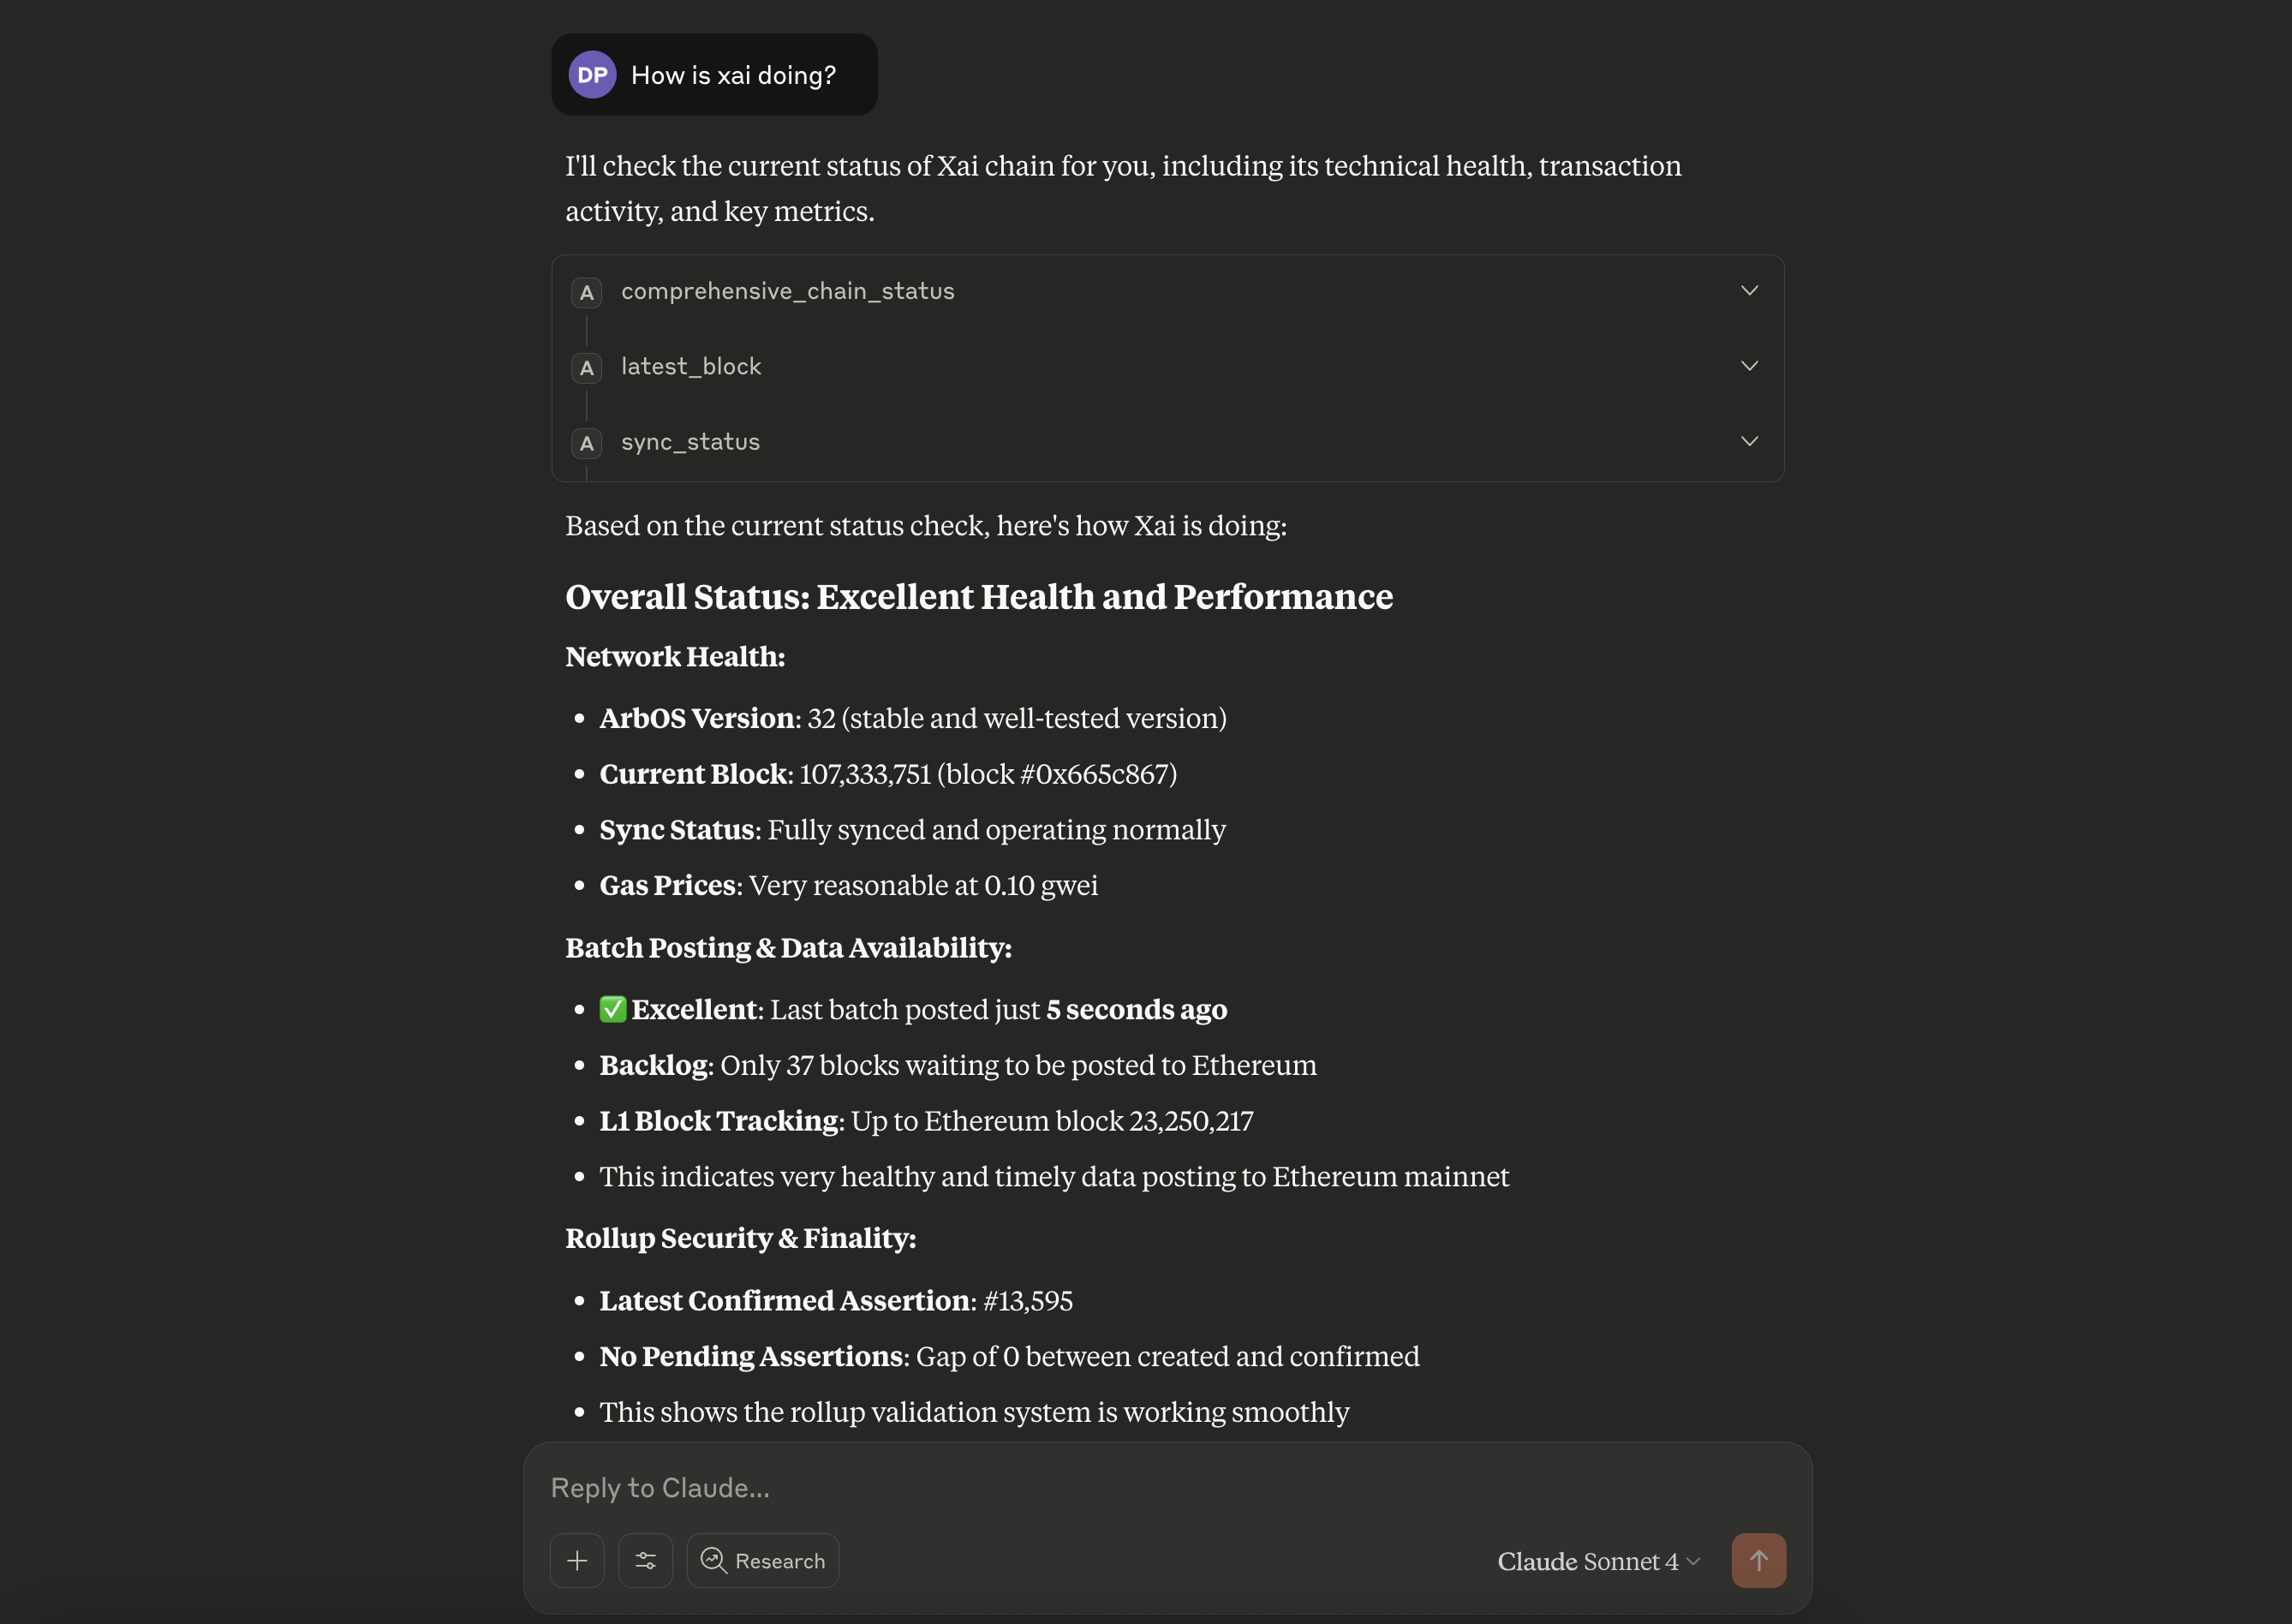 DP How is xai doing?
I'll check the current status of Xai chain for you, including its technical health, transaction
activity, and key metrics.
A comprehensive_chain_status
A latest_block
A sync_status
Based on the current status check, here's how Xai is doing:
Overall Status: Excellent Health and Performance
Network Health:
• ArbOS Version: 32 (stable and well-tested version)
• Current Block: 107,333,751 (block #0x665c867)
• Sync Status: Fully synced and operating normally
• Gas Prices: Very reasonable at 0.10 gwei
Batch Posting & Data Availability:
• ✅ Excellent: Last batch posted just 5 seconds ago
• Backlog: Only 37 blocks waiting to be posted to Ethereum
• L1 Block Tracking: Up to Ethereum block 23,250,217
• This indicates very healthy and timely data posting to Ethereum mainnet
Rollup Security & Finality:
• Latest Confirmed Assertion: #13,595
• No Pending Assertions: Gap of 0 between created and confirmed
• This shows the rollup validation system is working smoothly
Reply to Claude...
Research
Claude Sonnet 4